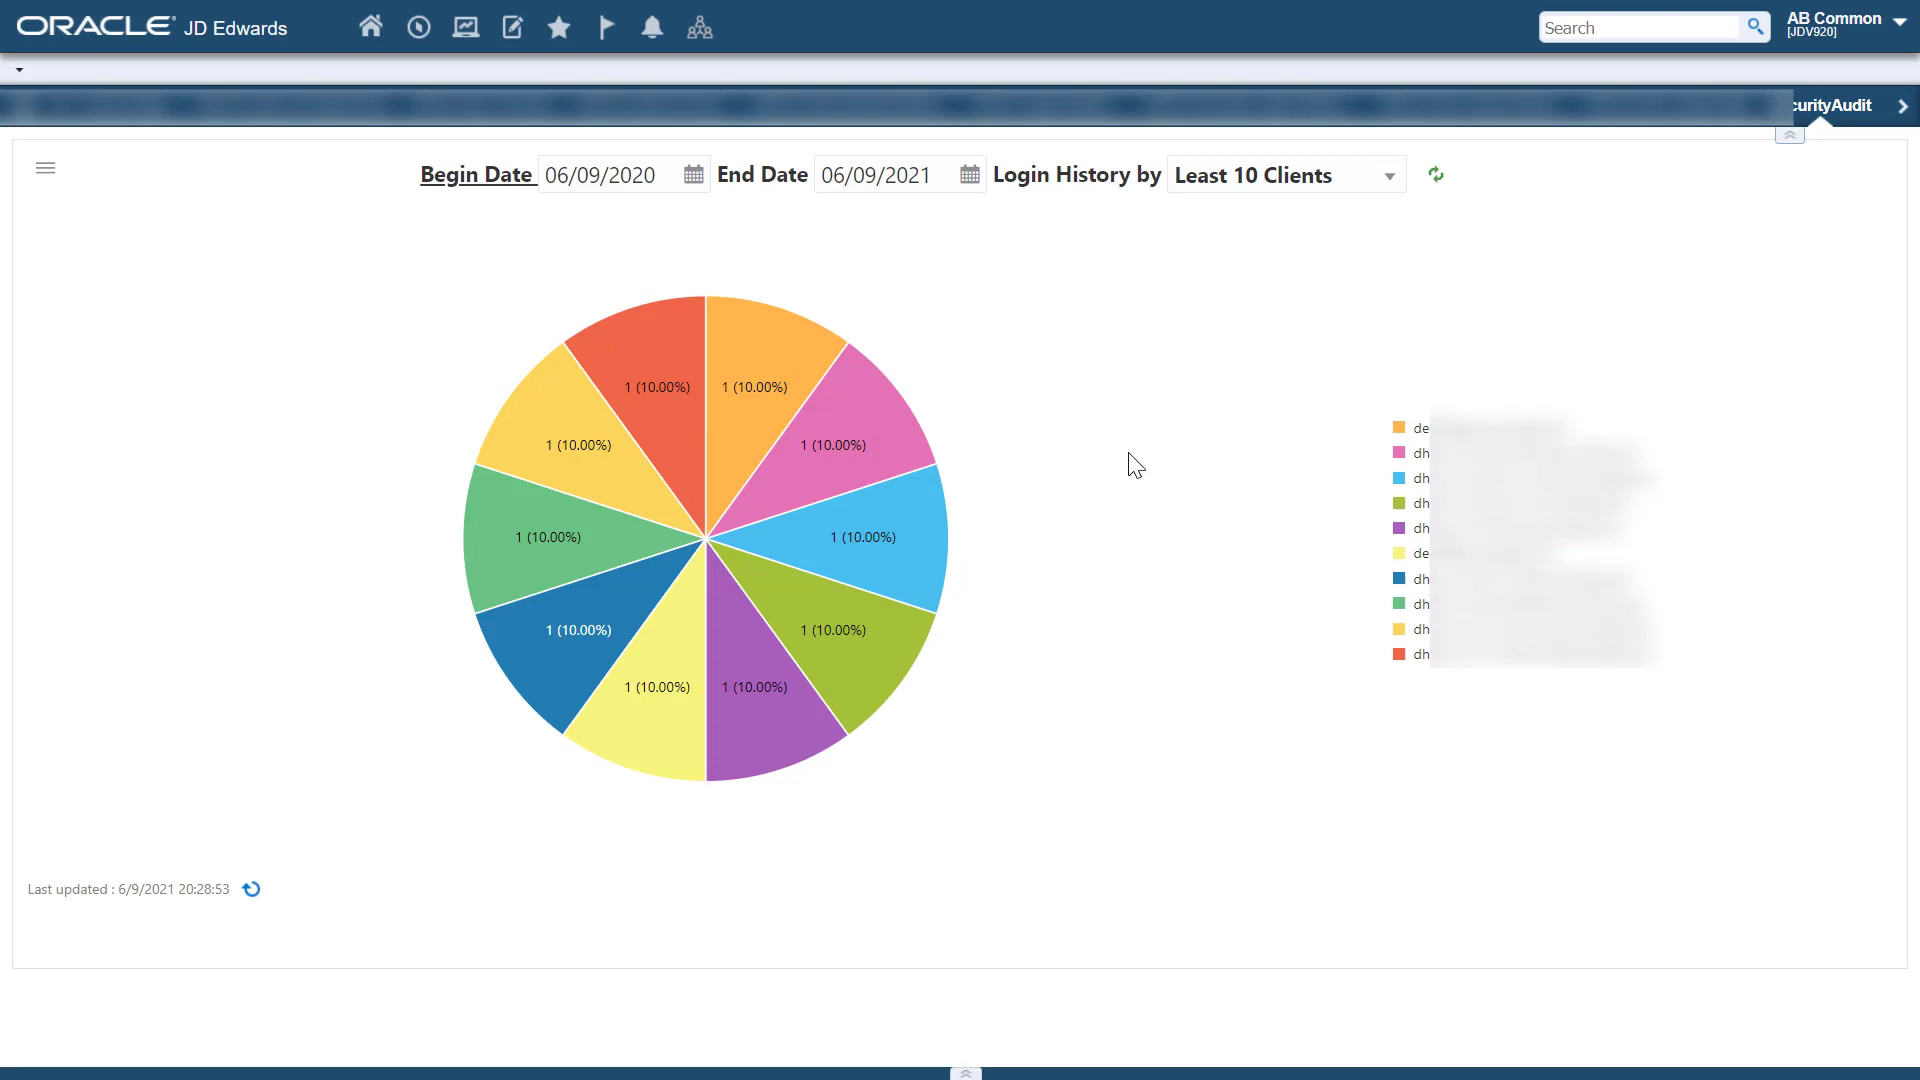 ORACLE JD Edwards
Search
AB Common
[JDV920]
curityAudit
Begin Date 06/09/2020 End Date 06/09/2021 Login History by Least 10 Clients
1 (10.00%) 1 (10.00%)
1 (10.00%) 1 (10.00%)
1 (10.00%) 1 (10.00%)
1 (10.00%) 1 (10.00%)
1 (10.00%) 1 (10.00%)
de
dh
dh
dh
dh
de
dh
dh
dh
dh
Last updated : 6/9/2021 20:28:53